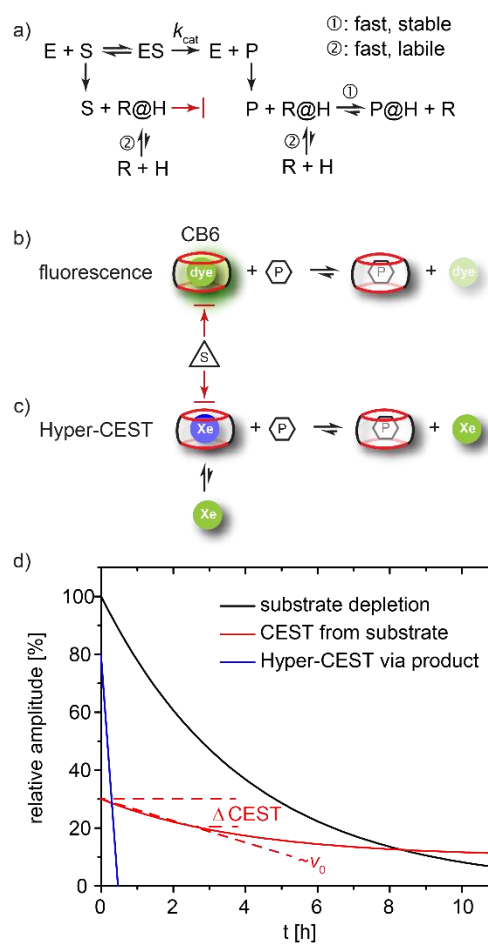 a)
k_cat
①: fast, stable
E + S ⇌ ES → E + P
②: fast, labile
S + R@H
P + R@H ⇌ P@H + R
①
②
②
R + H
R + H
b)
CB6
fluorescence
dye + P ⇌ P + dye
S
c)
Hyper-CEST
Xe + P ⇌ P + Xe
Xe
d)
100
80
60
40
20
0
relative amplitude [%]
substrate depletion
CEST from substrate
Hyper-CEST via product
Δ CEST
~v₀
0 2 4 6 8 10
t [h]